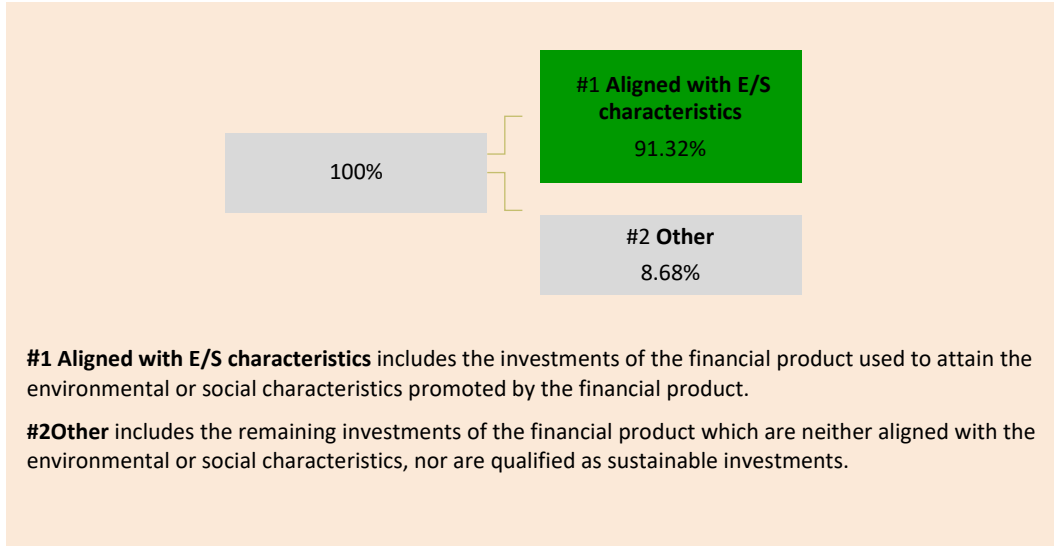 #1 Aligned with E/S
characteristics
91.32%
100%
#2 Other
8.68%
#1 Aligned with E/S characteristics includes the investments of the financial product used to attain the
environmental or social characteristics promoted by the financial product.
#2Other includes the remaining investments of the financial product which are neither aligned with the
environmental or social characteristics, nor are qualified as sustainable investments.